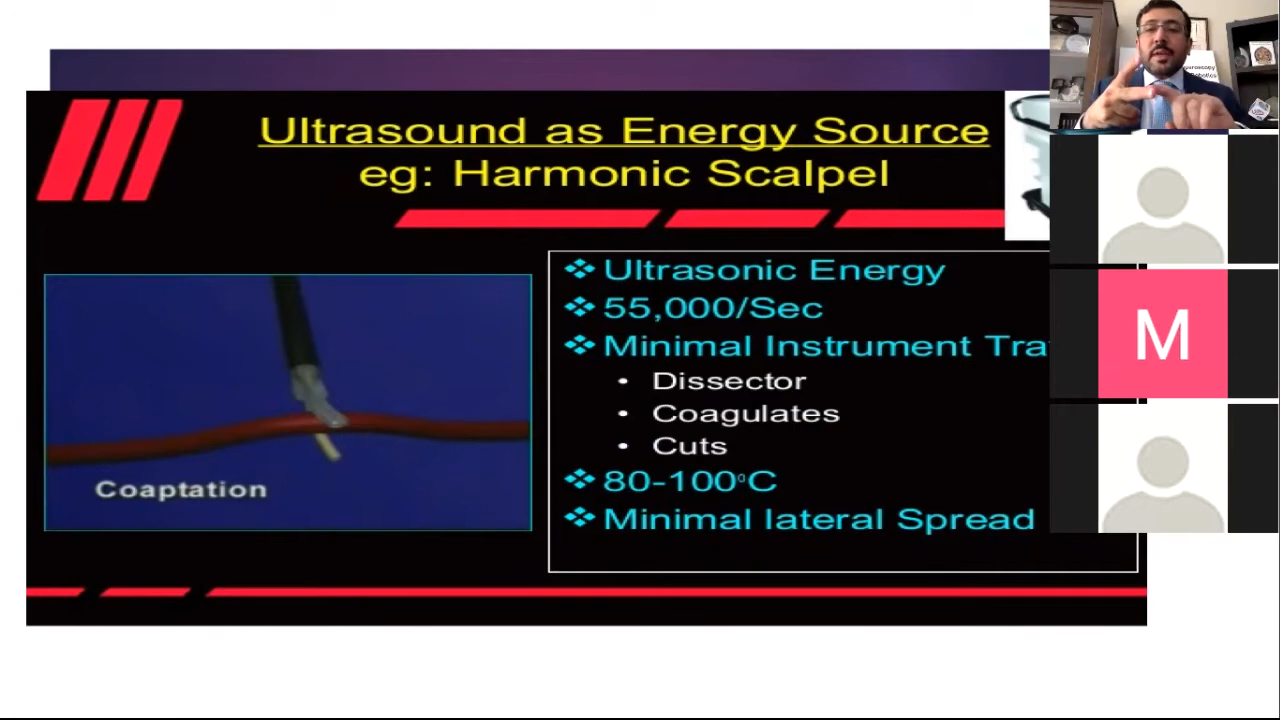 Ultrasound as Energy Source
eg: Harmonic Scalpel
❖ Ultrasonic Energy
❖ 55,000/Sec
❖ Minimal Instrument
• Dissector
• Coagulates
• Cuts
❖ 80-100°C
❖ Minimal lateral Spread
Coaptation
M